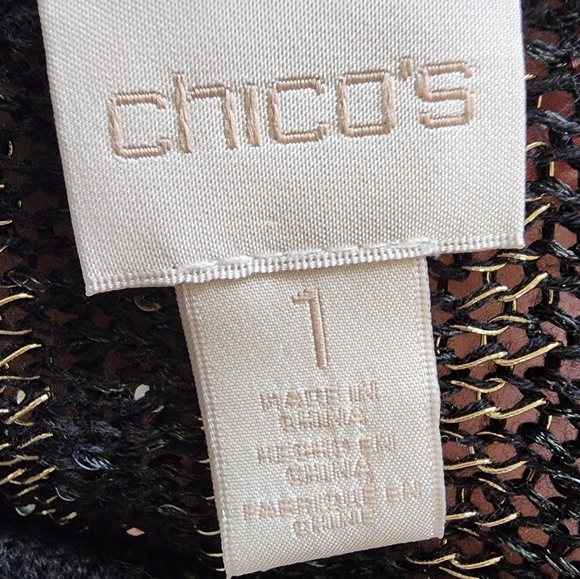 chico's
1
MADE IN
CHINA
HECHO EN
CHINA
FABRIQUE EN
CHINE